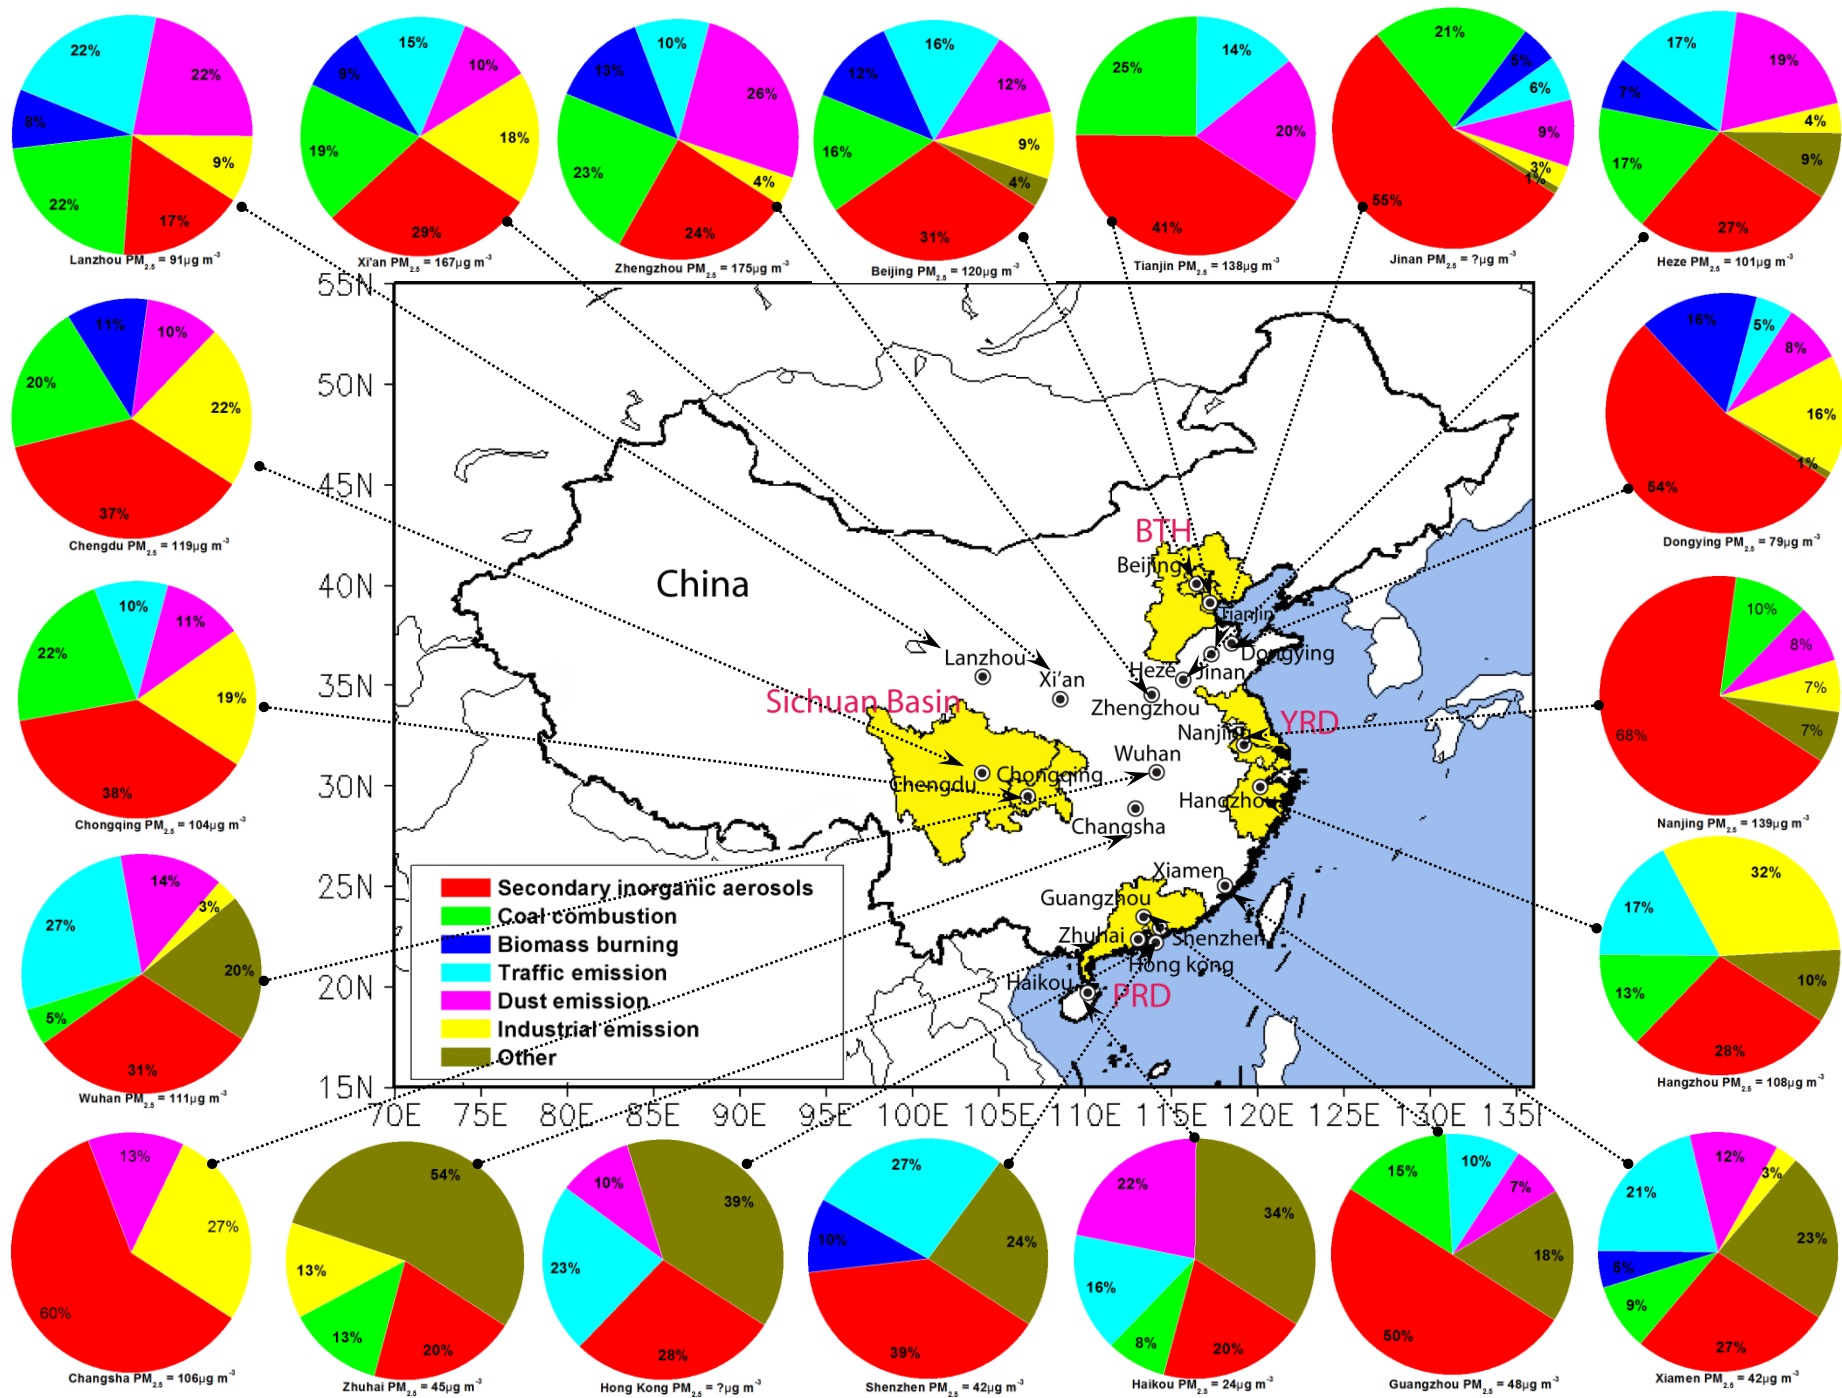 22%
22%
8%
9%
22%
17%
Lanzhou PM2.5 = 91µg m-3
15%
10%
9%
18%
19%
29%
Xi'an PM2.5 = 167µg m-3
10%
13%
26%
23%
4%
24%
Zhengzhou PM2.5 = 175µg m-3
16%
12%
12%
9%
16%
4%
31%
Beijing PM2.5 = 120µg m-3
14%
25%
20%
41%
Tianjin PM2.5 = 138µg m-3
21%
5%
6%
9%
3%
1%
55%
Jinan PM2.5 = ?µg m-3
17%
19%
7%
4%
17%
9%
27%
Heze PM2.5 = 101µg m-3
11%
10%
20%
22%
37%
Chengdu PM2.5 = 119µg m-3
16%
5%
8%
16%
1%
54%
Dongying PM2.5 = 79µg m-3
10%
11%
22%
19%
38%
Chongqing PM2.5 = 104µg m-3
10%
8%
7%
7%
68%
Nanjing PM2.5 = 139µg m-3
14%
3%
27%
20%
5%
31%
Wuhan PM2.5 = 111µg m-3
32%
17%
10%
13%
28%
Hangzhou PM2.5 = 108µg m-3
55N
50N
45N
40N
35N
30N
25N
20N
15N
70E 75E 80E 85E 90E 95E 100E 105E 110E 115E 120E 125E 130E 135E
China
BTH
Beijing
Tianjin
Dongying
Lanzhou
Heze
Jinan
Xi'an
Sichuan Basin
Zhengzhou
YRD
Nanjing
Wuhan
Chongqing
Chengdu
Hangzhou
Changsha
Xiamen
Guangzhou
Zhuhai
Shenzhen
Hong kong
Haikou
PRD
Secondary inorganic aerosols
Coal combustion
Biomass burning
Traffic emission
Dust emission
Industrial emission
Other
13%
27%
60%
Changsha PM2.5 = 106µg m-3
54%
13%
13%
20%
Zhuhai PM2.5 = 45µg m-3
10%
39%
23%
28%
Hong Kong PM2.5 = ?µg m-3
27%
10%
24%
39%
Shenzhen PM2.5 = 42µg m-3
22%
34%
16%
8%
20%
Haikou PM2.5 = 24µg m-3
15%
10%
7%
18%
50%
Guangzhou PM2.5 = 48µg m-3
12%
3%
21%
23%
5%
9%
27%
Xiamen PM2.5 = 42µg m-3